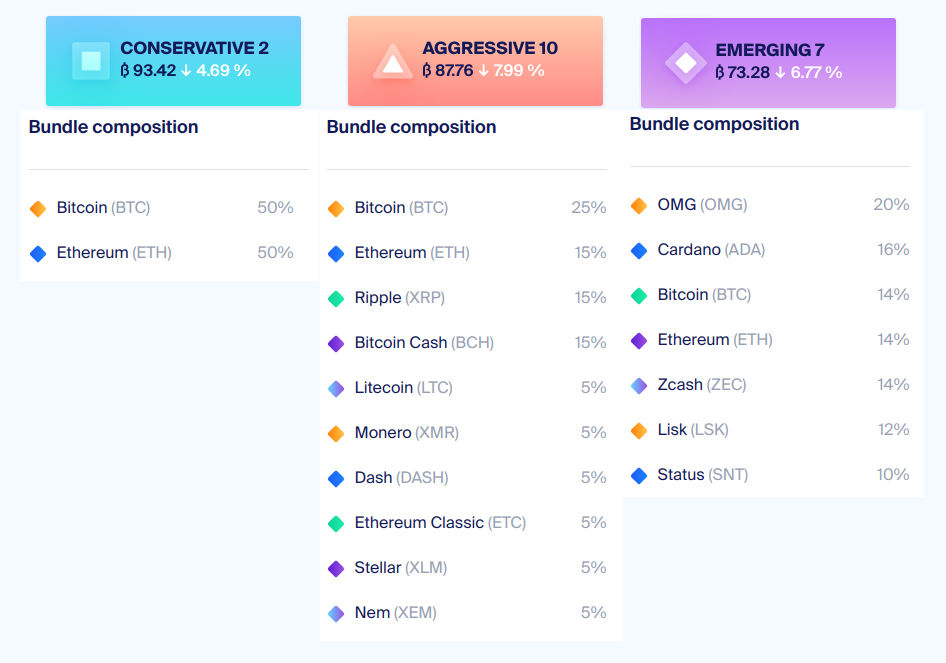 CONSERVATIVE 2
₿ 93.42 ↓ 4.69 %
Bundle composition
Bitcoin (BTC) 50%
Ethereum (ETH) 50%
AGGRESSIVE 10
₿ 87.76 ↓ 7.99 %
Bundle composition
Bitcoin (BTC) 25%
Ethereum (ETH) 15%
Ripple (XRP) 15%
Bitcoin Cash (BCH) 15%
Litecoin (LTC) 5%
Monero (XMR) 5%
Dash (DASH) 5%
Ethereum Classic (ETC) 5%
Stellar (XLM) 5%
Nem (XEM) 5%
EMERGING 7
₿ 73.28 ↓ 6.77 %
Bundle composition
OMG (OMG) 20%
Cardano (ADA) 16%
Bitcoin (BTC) 14%
Ethereum (ETH) 14%
Zcash (ZEC) 14%
Lisk (LSK) 12%
Status (SNT) 10%